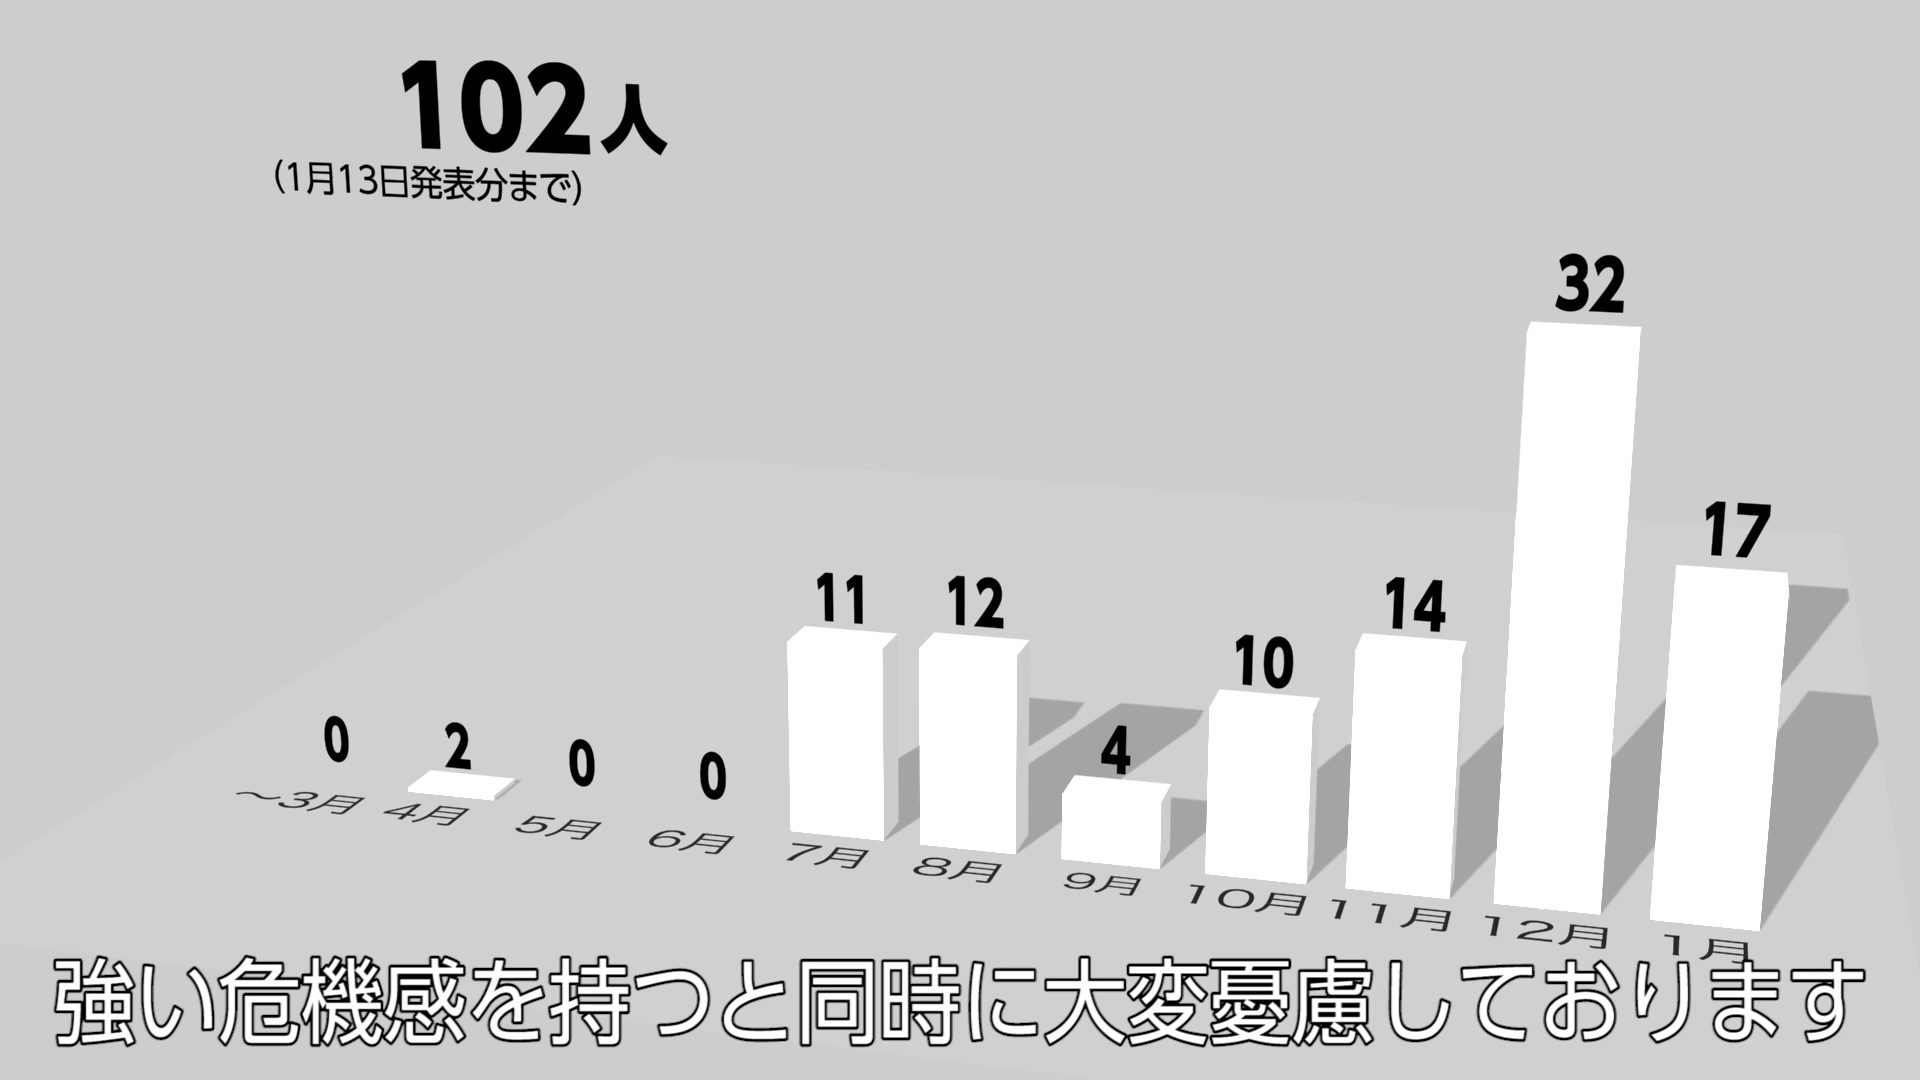 102人
(1月13日発表分まで)
32
17
11
12
14
10
4
0
2
0
0
～3月
4月
5月
6月
7月
8月
9月
10月
11月
12月
1月
強い危機感を持つと同時に大変憂慮しております